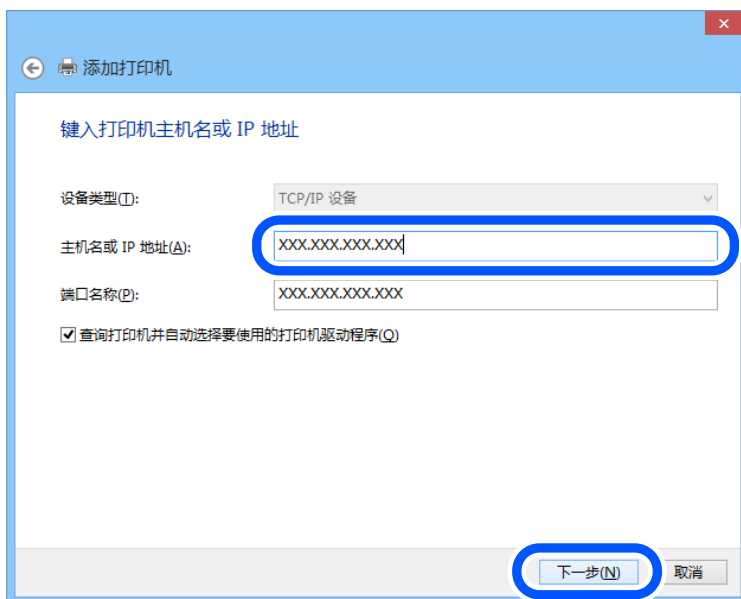 添加打印机
键入打印机主机名或 IP 地址
设备类型(T): TCP/IP 设备
主机名或 IP 地址(A): XXX.XXX.XXX.XXX
端口名称(P): XXX.XXX.XXX.XXX
查询打印机并自动选择要使用的打印机驱动程序(Q)
下一步(N) 取消